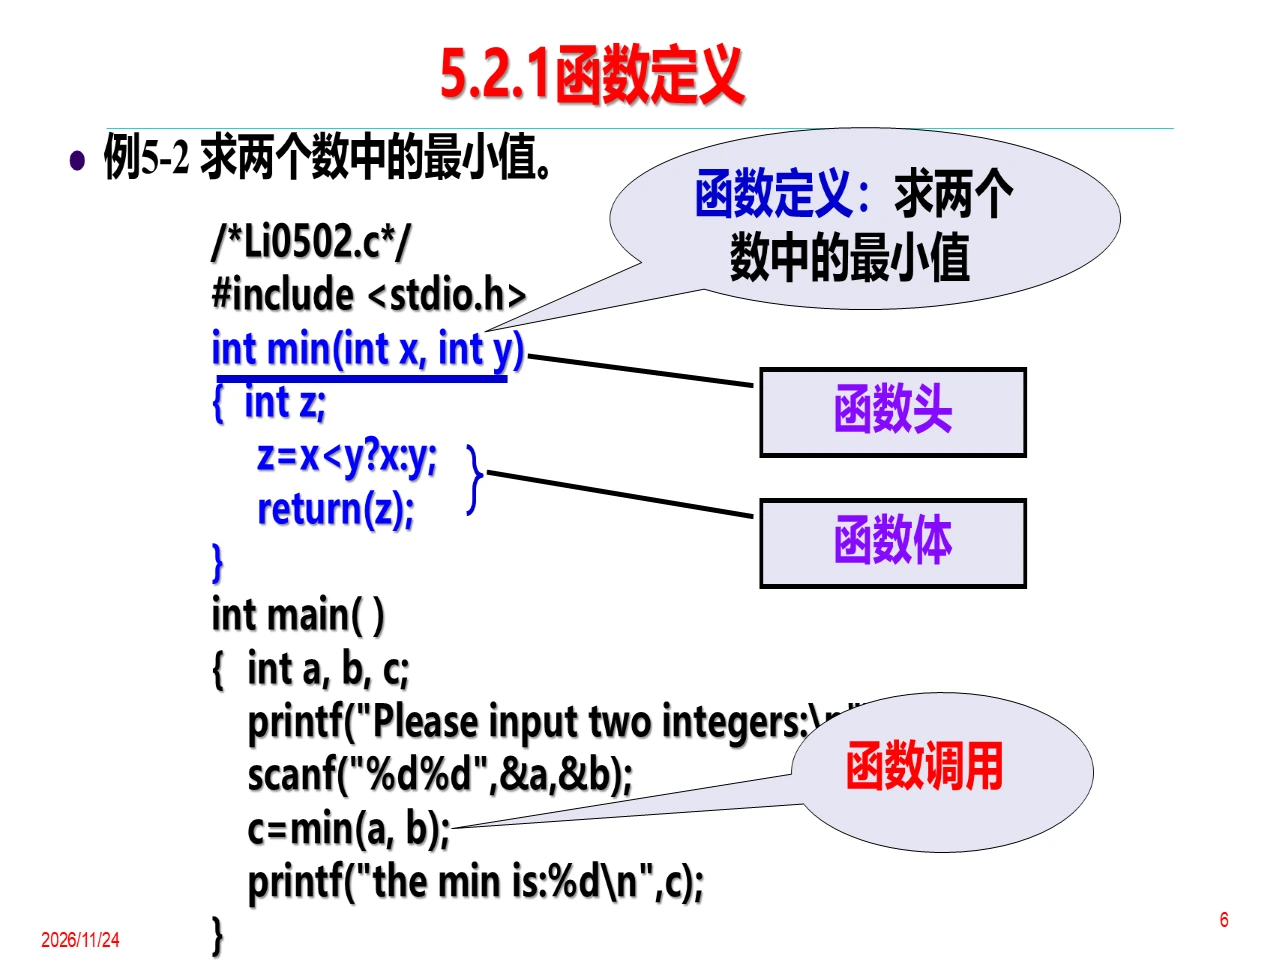 5.2.1函数定义
例5-2 求两个数中的最小值。
函数定义：求两个
数中的最小值
/*Li0502.c*/
#include <stdio.h>
int min(int x, int y)
函数头
{ int z;
z=x<y?x:y;
return(z);
函数体
}
int main( )
{ int a, b, c;
printf("Please input two integers:\n"
函数调用
scanf("%d%d",&a,&b);
c=min(a, b);
printf("the min is:%d\n",c);
}
2026/11/24
6